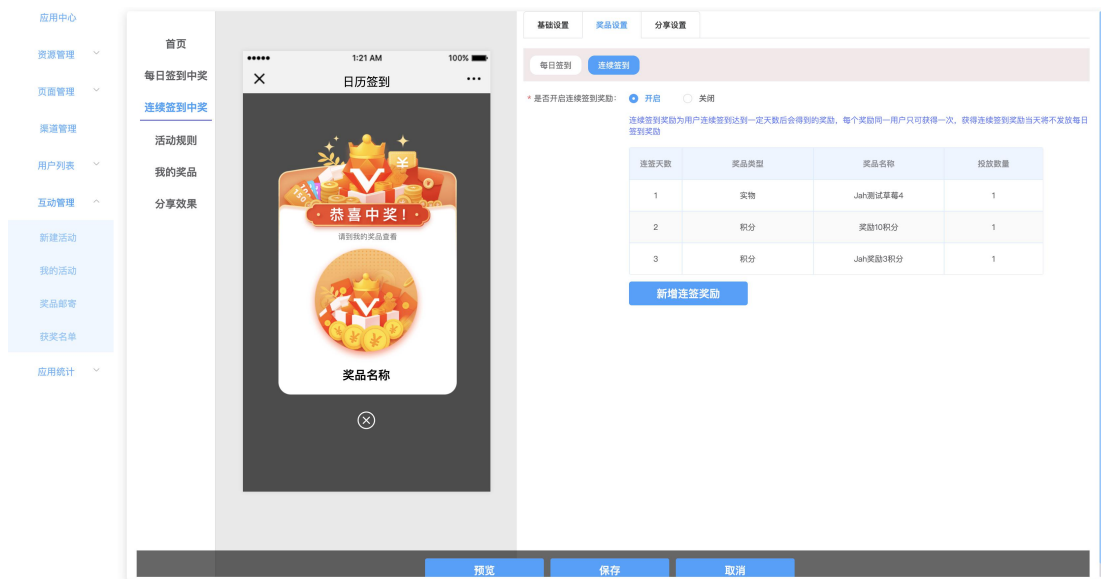 应用中心
资源管理
页面管理
渠道管理
用户列表
互动管理
新建活动
我的活动
奖品邮寄
获奖名单
应用统计
首页
每日签到中奖
连续签到中奖
活动规则
我的奖品
分享效果
1:21 AM
100%
日历签到
恭喜中奖！
请到我的奖品查看
奖品名称
基础设置 奖品设置 分享设置
每日签到 连续签到
* 是否开启连续签到奖励： 开启 关闭
连续签到奖励为用户连续签到达到一定天数后会得到的奖励，每个奖励同一用户只可获得一次，获得连续签到奖励当天将不发放每日
签到奖励
连签天数 奖品类型 奖品名称 投放数量
1 实物 Jah测试草莓4 1
2 积分 奖励10积分 1
3 积分 Jah奖励3积分 1
新增连签奖励
预览 保存 取消